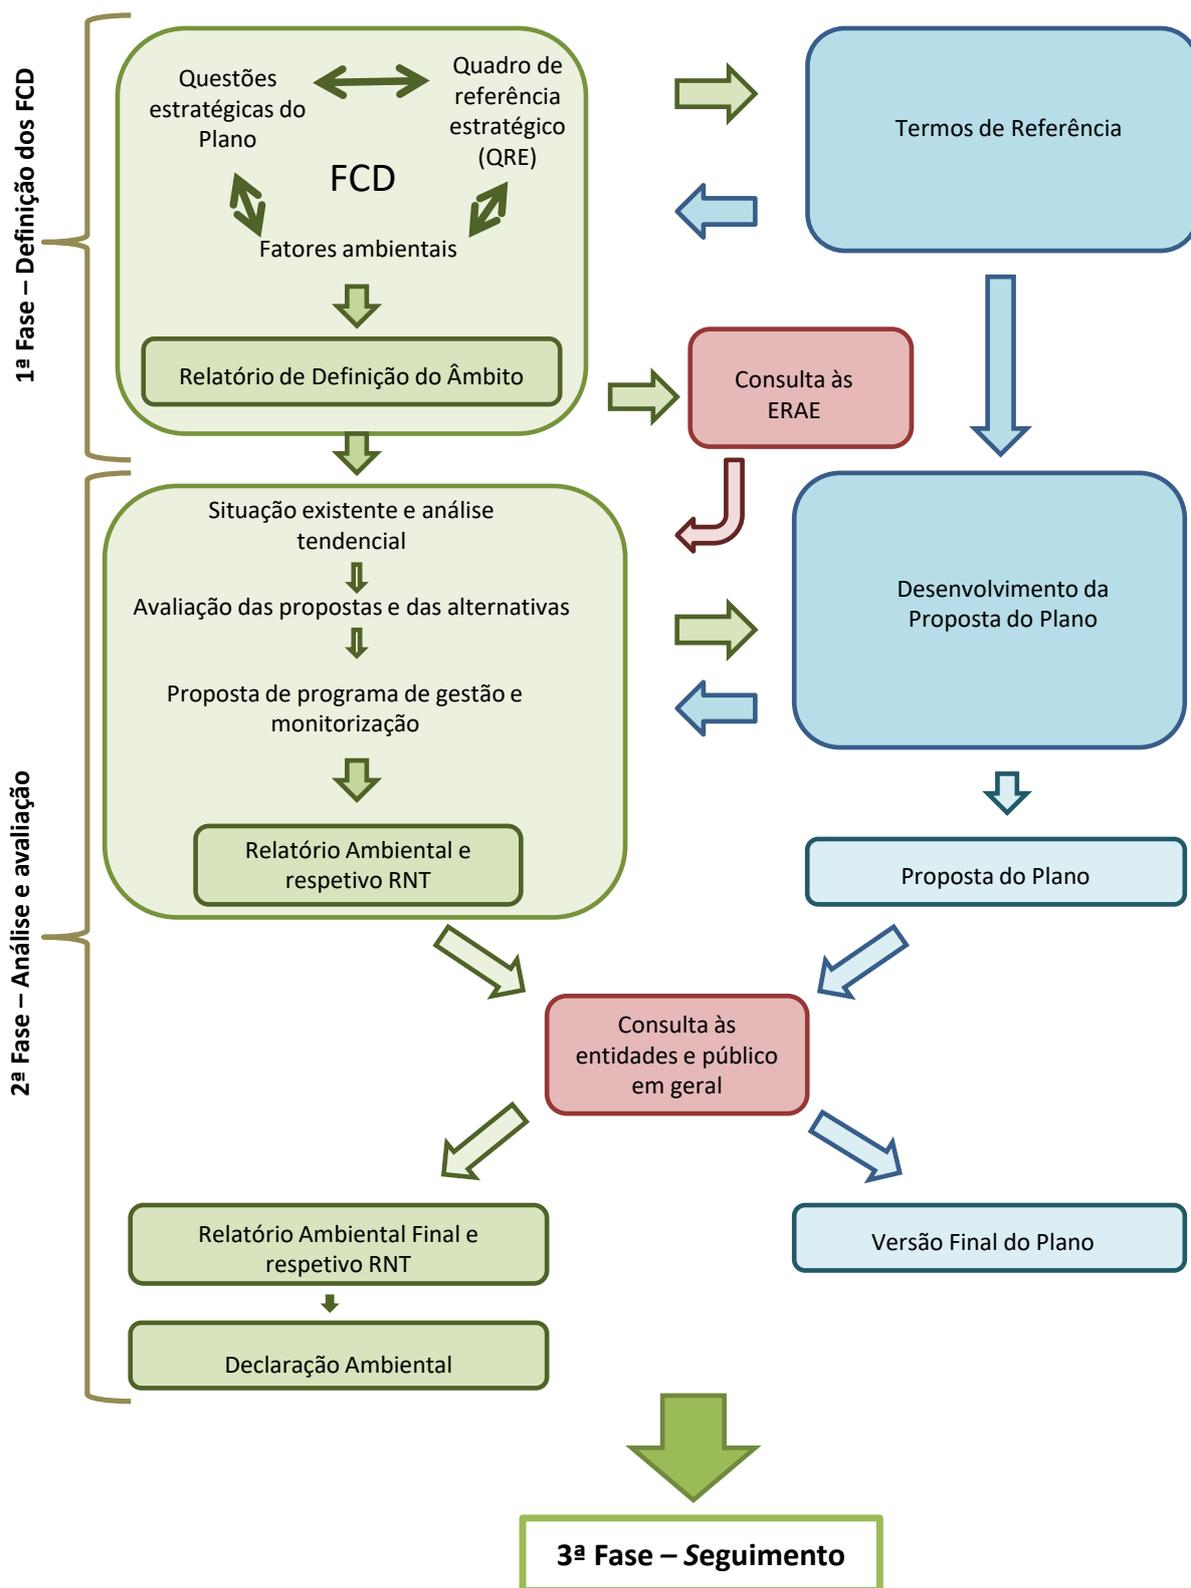 1ª Fase – Definição dos FCD
Questões
estratégicas do
Plano
Quadro de
referência
estratégico
(QRE)
FCD
Fatores ambientais
Relatório de Definição do Âmbito
Termos de Referência
Consulta às
ERAE
2ª Fase – Análise e avaliação
Situação existente e análise
tendencial
Avaliação das propostas e das alternativas
Proposta de programa de gestão e
monitorização
Relatório Ambiental e
respetivo RNT
Desenvolvimento da
Proposta do Plano
Proposta do Plano
Consulta às
entidades e público
em geral
Relatório Ambiental Final e
respetivo RNT
Versão Final do Plano
Declaração Ambiental
3ª Fase – Seguimento